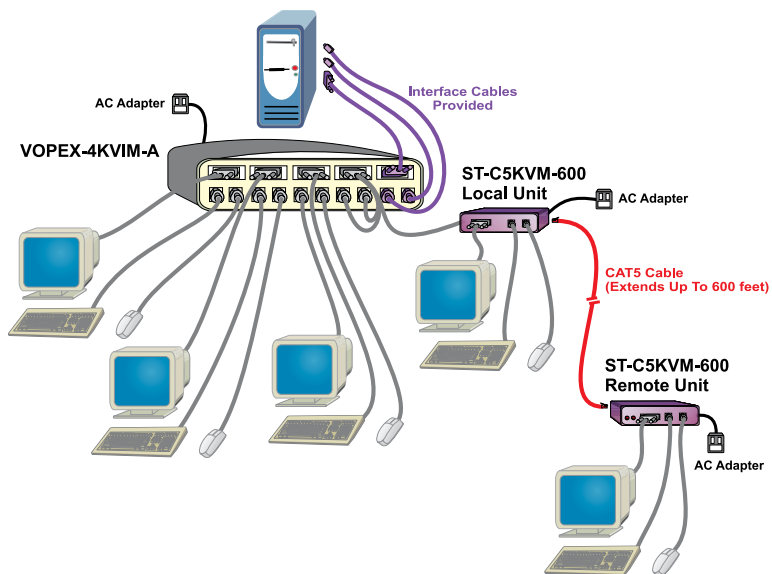 Interface Cables
Provided
AC Adapter
VOPEX-4KVIM-A
ST-C5KVM-600
Local Unit
AC Adapter
CAT5 Cable
(Extends Up To 600 feet)
ST-C5KVM-600
Remote Unit
AC Adapter